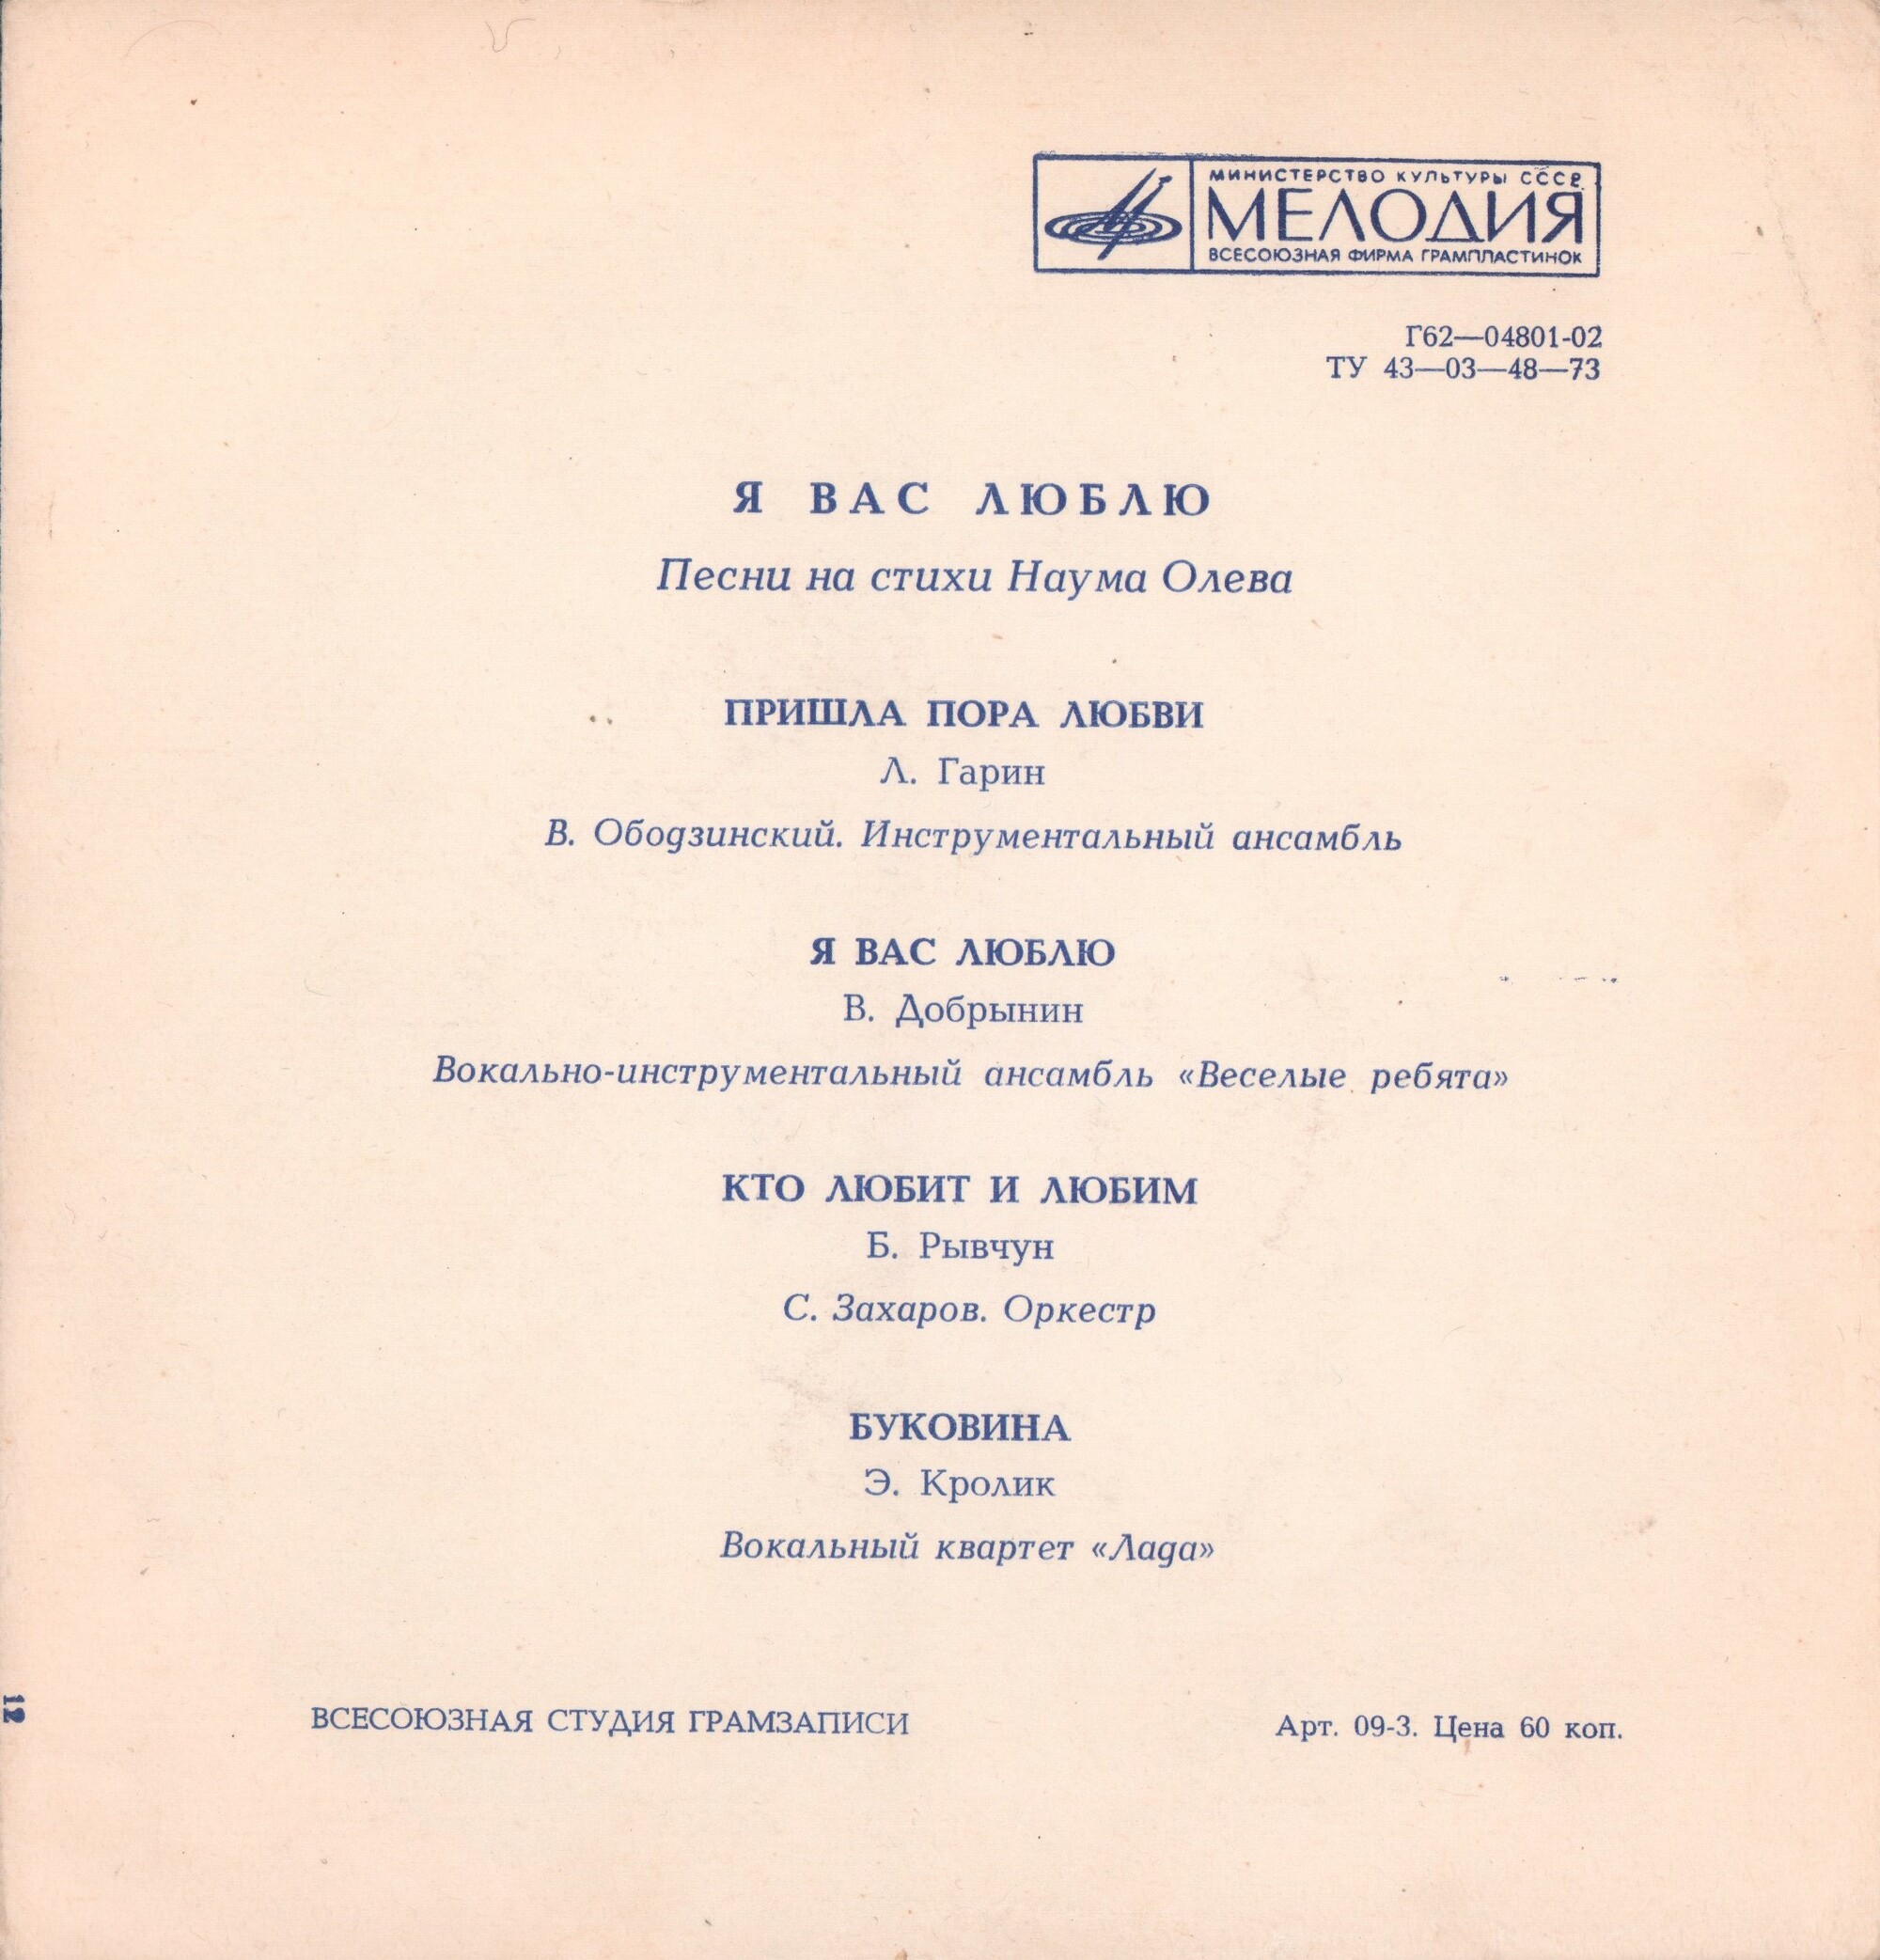 МИНИСТЕРСТВО КУЛЬТУРЫ СССР
МЕЛОДИЯ
ВСЕСОЮЗНАЯ ФИРМА ГРАМПЛАСТИНОК
Г62—04801-02
ТУ 43—03—48—73
Я ВАС ЛЮБЛЮ
Песни на стихи Наума Олева
ПРИШЛА ПОРА ЛЮБВИ
Л. Гарин
В. Ободзинский. Инструментальный ансамбль
Я ВАС ЛЮБЛЮ
В. Добрынин
Вокально-инструментальный ансамбль «Веселые ребята»
КТО ЛЮБИТ И ЛЮБИМ
Б. Рывчун
С. Захаров. Оркестр
БУКОВИНА
Э. Кролик
Вокальный квартет «Лада»
12
ВСЕСОЮЗНАЯ СТУДИЯ ГРАМЗАПИСИ
Арт. 09-3. Цена 60 коп.